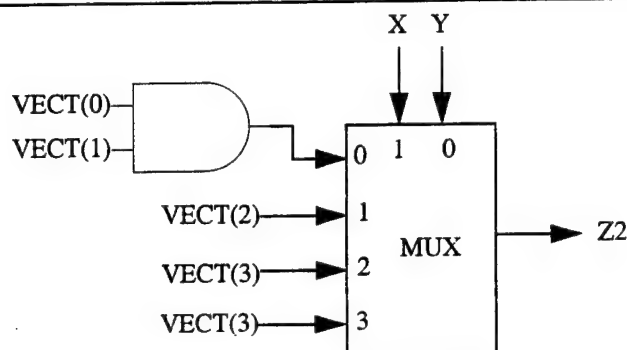 X Y
VECT(0)
VECT(1)
0 1 0
VECT(2) 1
MUX Z2
VECT(3) 2
VECT(3) 3